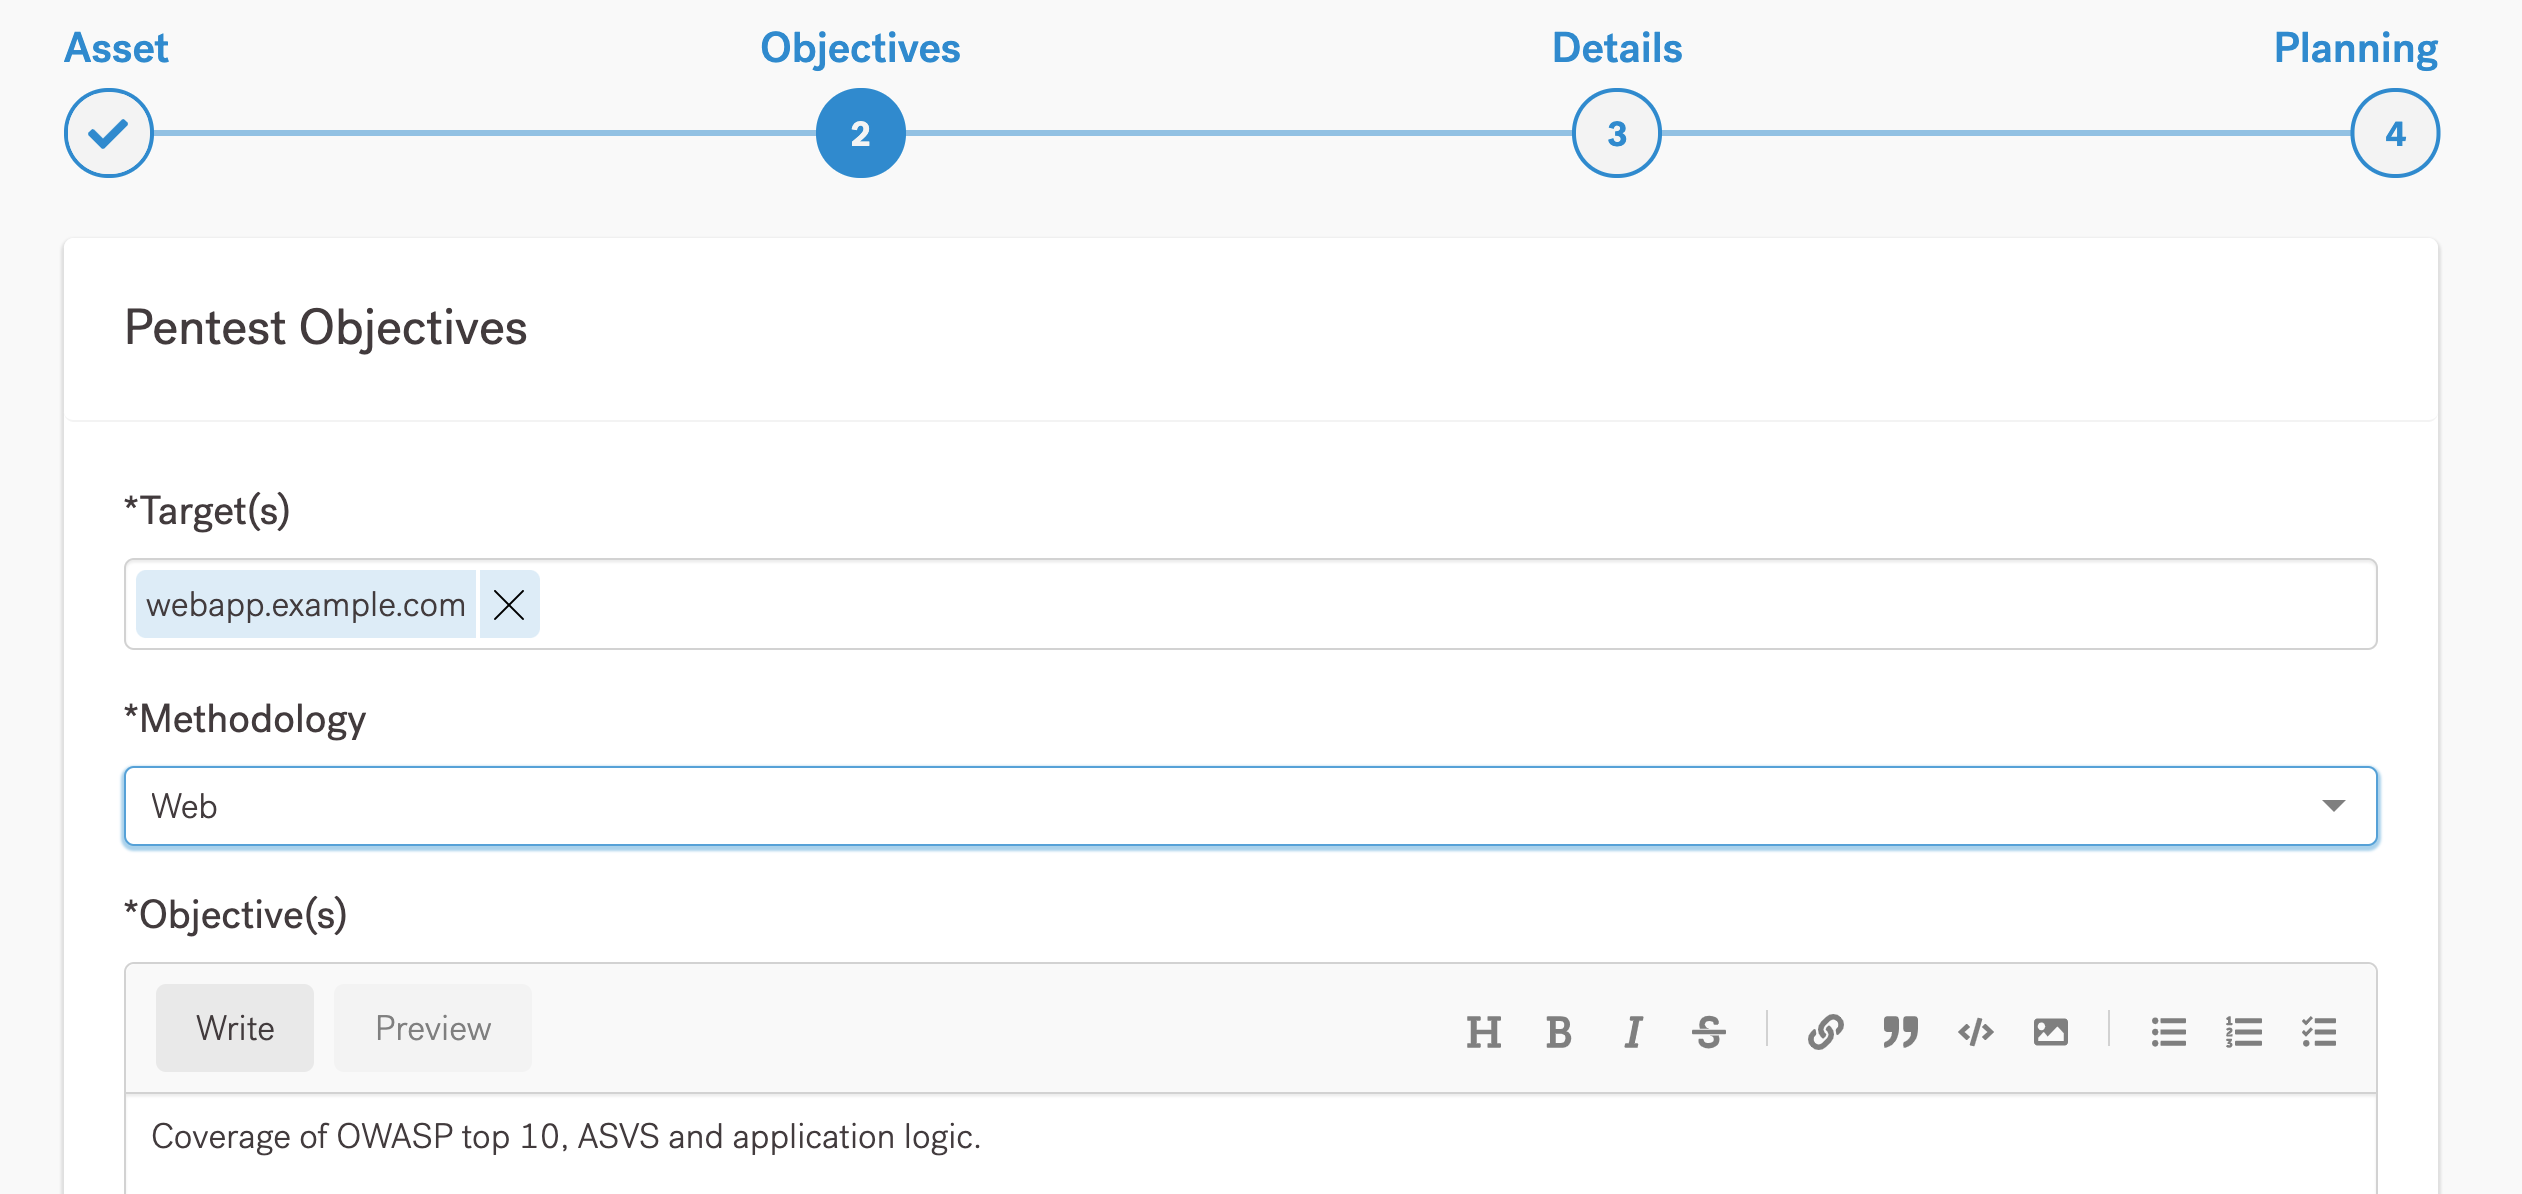 Asset Objectives Details Planning
2 3 4
Pentest Objectives
*Target(s)
webapp.example.com
*Methodology
Web
*Objective(s)
Write Preview
Coverage of OWASP top 10, ASVS and application logic.